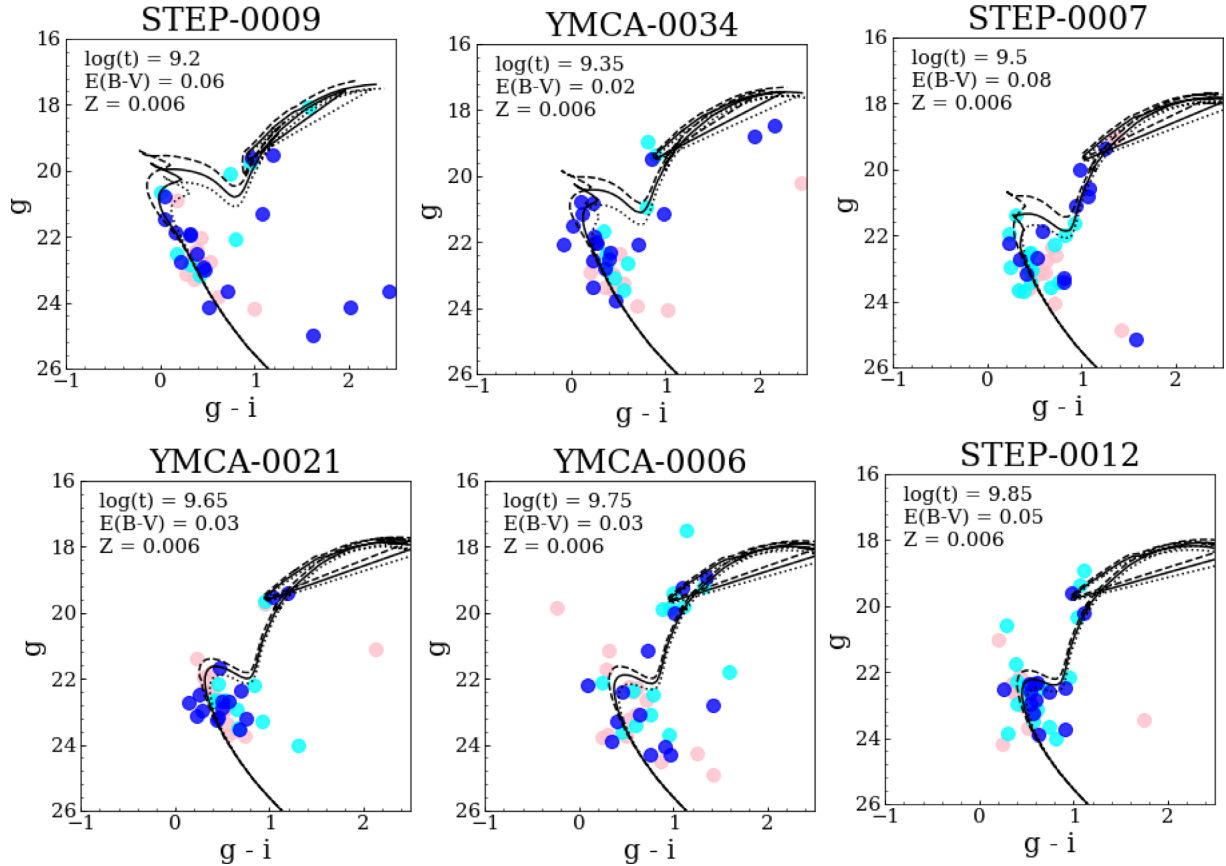 STEP-0009
YMCA-0034
STEP-0007
16
18
20
22
24
26
g
log(t) = 9.2
E(B-V) = 0.06
Z = 0.006
−1
0
1
2
g - i
16
18
20
22
24
26
g
log(t) = 9.35
E(B-V) = 0.02
Z = 0.006
−1
0
1
2
g - i
16
18
20
22
24
26
g
log(t) = 9.5
E(B-V) = 0.08
Z = 0.006
−1
0
1
2
g - i
YMCA-0021
YMCA-0006
STEP-0012
16
18
20
22
24
26
g
log(t) = 9.65
E(B-V) = 0.03
Z = 0.006
−1
0
1
2
g - i
16
18
20
22
24
26
g
log(t) = 9.75
E(B-V) = 0.03
Z = 0.006
−1
0
1
2
g - i
16
18
20
22
24
26
g
log(t) = 9.85
E(B-V) = 0.05
Z = 0.006
−1
0
1
2
g - i